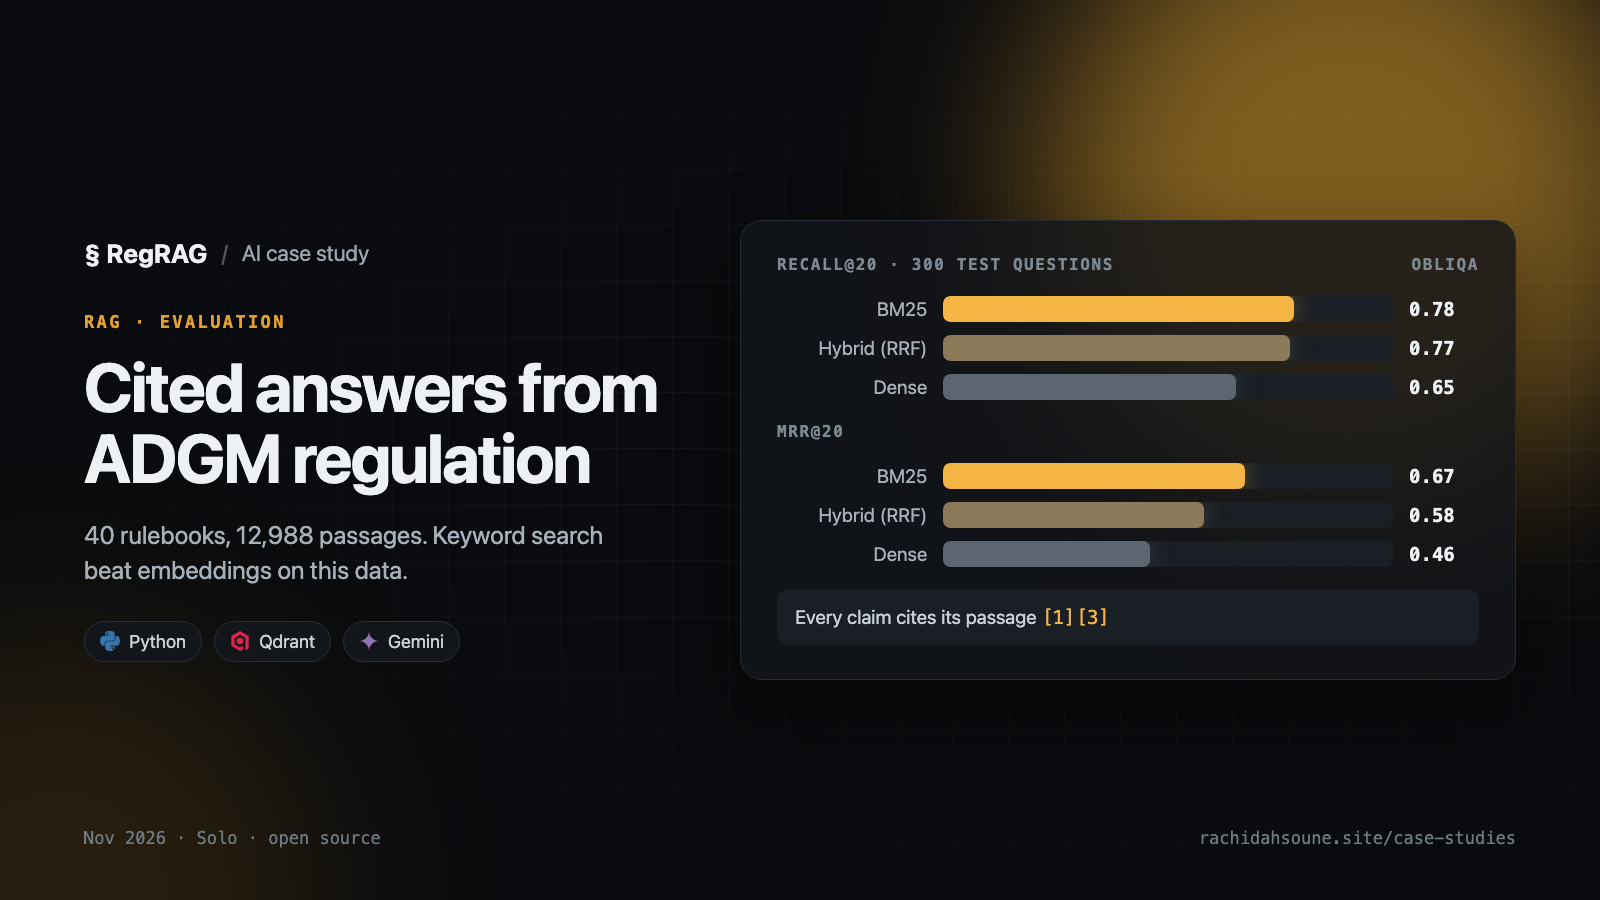 § RegRAG / AI case study
RAG · EVALUATION
Cited answers from
ADGM regulation
40 rulebooks, 12,988 passages. Keyword search
beat embeddings on this data.
Python Qdrant Gemini
RECALL@20 · 300 TEST QUESTIONS OBLIQA
BM25 0.78
Hybrid (RRF) 0.77
Dense 0.65
MRR@20
BM25 0.67
Hybrid (RRF) 0.58
Dense 0.46
Every claim cites its passage [1][3]
Nov 2026 · Solo · open source
rachidahsoune.site/case-studies